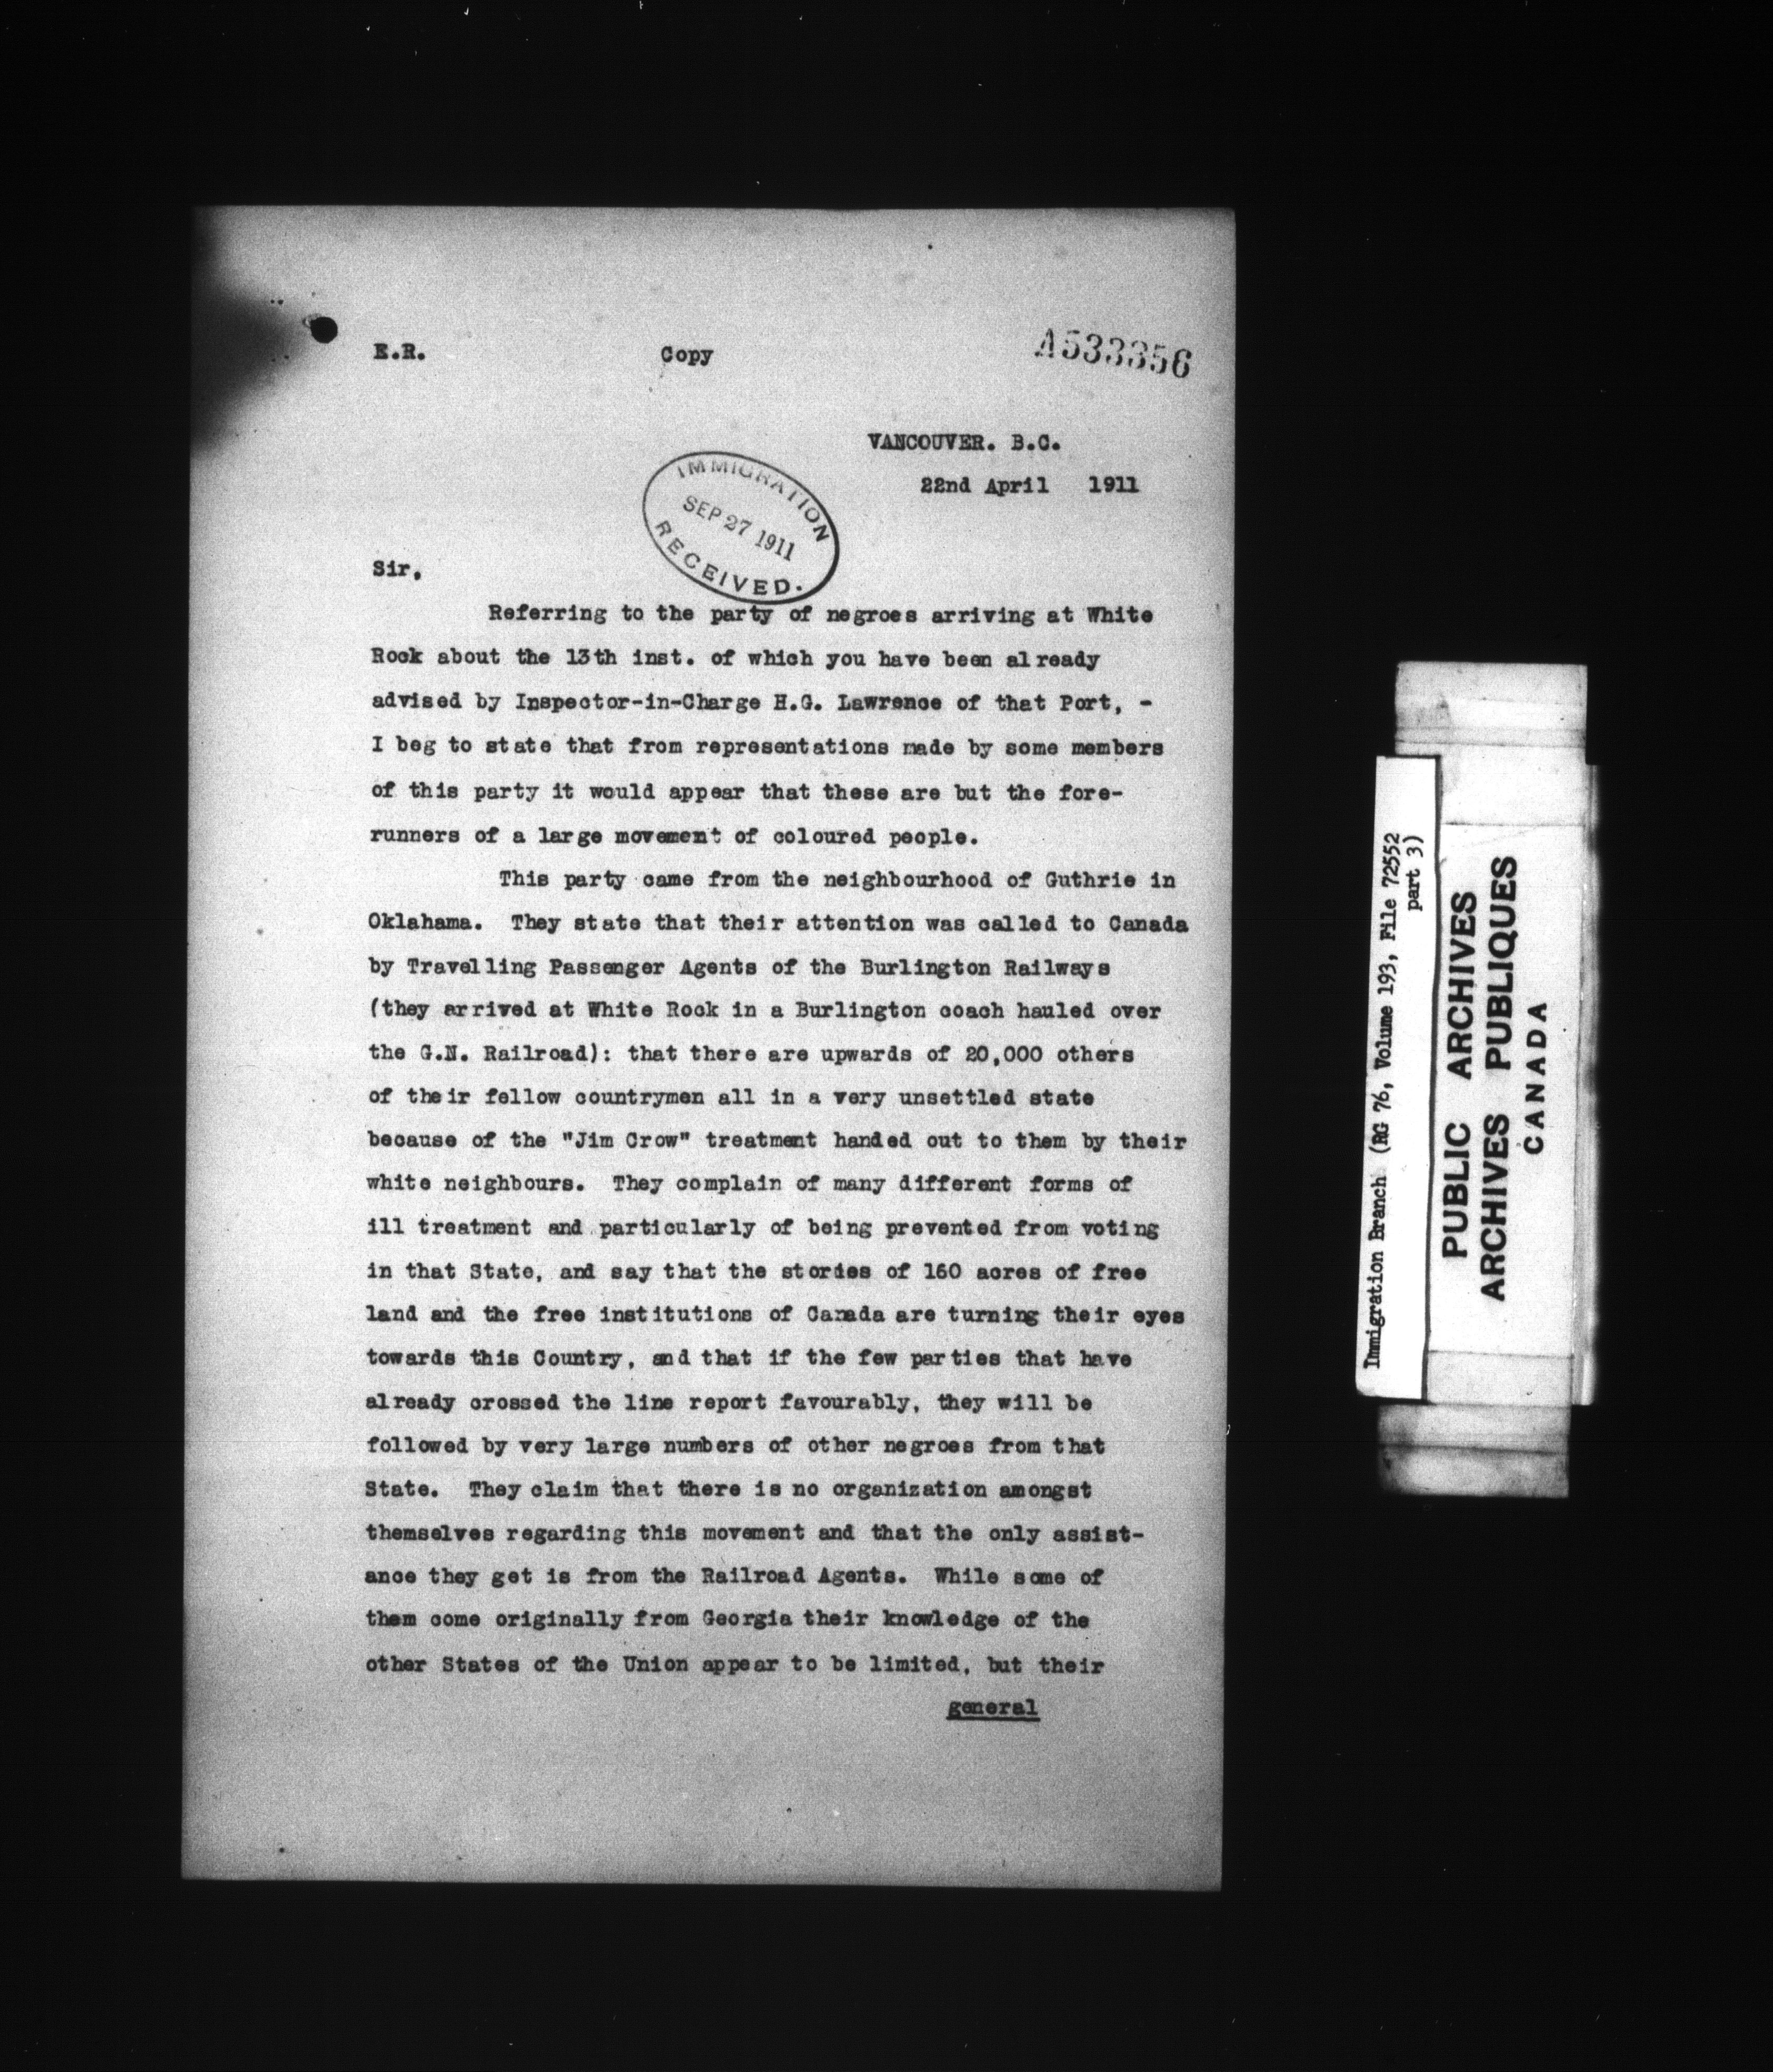 E.R. Copy A533356
VANCOUVER. B.C.
22nd April 1911
IMMIGRATION
SEP 27 1911
RECEIVED.
Sir,
Referring to the party of negroes arriving at White
Rock about the 13th inst. of which you have been already
advised by Inspector-in-Charge H.G. Lawrence of that Port, -
I beg to state that from representations made by some members
of this party it would appear that these are but the fore-
runners of a large movement of coloured people.
This party came from the neighbourhood of Guthrie in
Oklahama. They state that their attention was called to Canada
by Travelling Passenger Agents of the Burlington Railways
(they arrived at White Rock in a Burlington coach hauled over
the G.N. Railroad): that there are upwards of 20,000 others
of their fellow countrymen all in a very unsettled state
because of the "Jim Crow" treatment handed out to them by their
white neighbours. They complain of many different forms of
ill treatment and particularly of being prevented from voting
in that State, and say that the stories of 160 acres of free
land and the free institutions of Canada are turning their eyes
towards this Country, and that if the few parties that have
already crossed the line report favourably, they will be
followed by very large numbers of other negroes from that
State. They claim that there is no organization amongst
themselves regarding this movement and that the only assist-
ance they get is from the Railroad Agents. While some of
them come originally from Georgia their knowledge of the
other States of the Union appear to be limited, but their
general
Immigration Branch (RG 76, Volume 193, File 72552
part 3)
PUBLIC ARCHIVES
ARCHIVES PUBLIQUES
CANADA